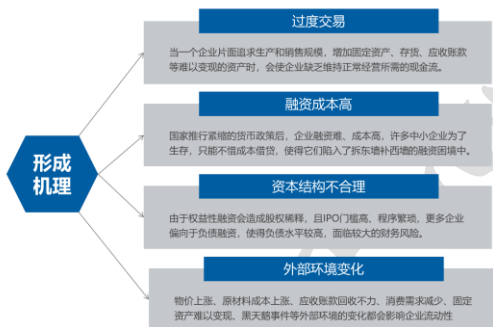 形成
机理
过度交易
当一个企业片面追求生产和销售规模，增加固定资产、存货、应收账款
等难以变现的资产时，会使企业缺乏维持正常经营所需的现金流。
融资成本高
国家推行紧缩的货币政策后，企业融资难、成本高，许多中小企业为了
生存，只能不惜成本借贷，使得它们陷入了拆东墙补西墙的融资困境中。
资本结构不合理
由于权益性融资会造成股权稀释，且IPO门槛高、程序繁琐，更多企业
偏向于负债融资，使得负债水平较高，面临较大的财务风险。
外部环境变化
物价上涨、原材料成本上涨、应收账款回收不力、消费需求减少、固定
资产难以变现、黑天鹅事件等外部环境的变化都会影响企业流动性